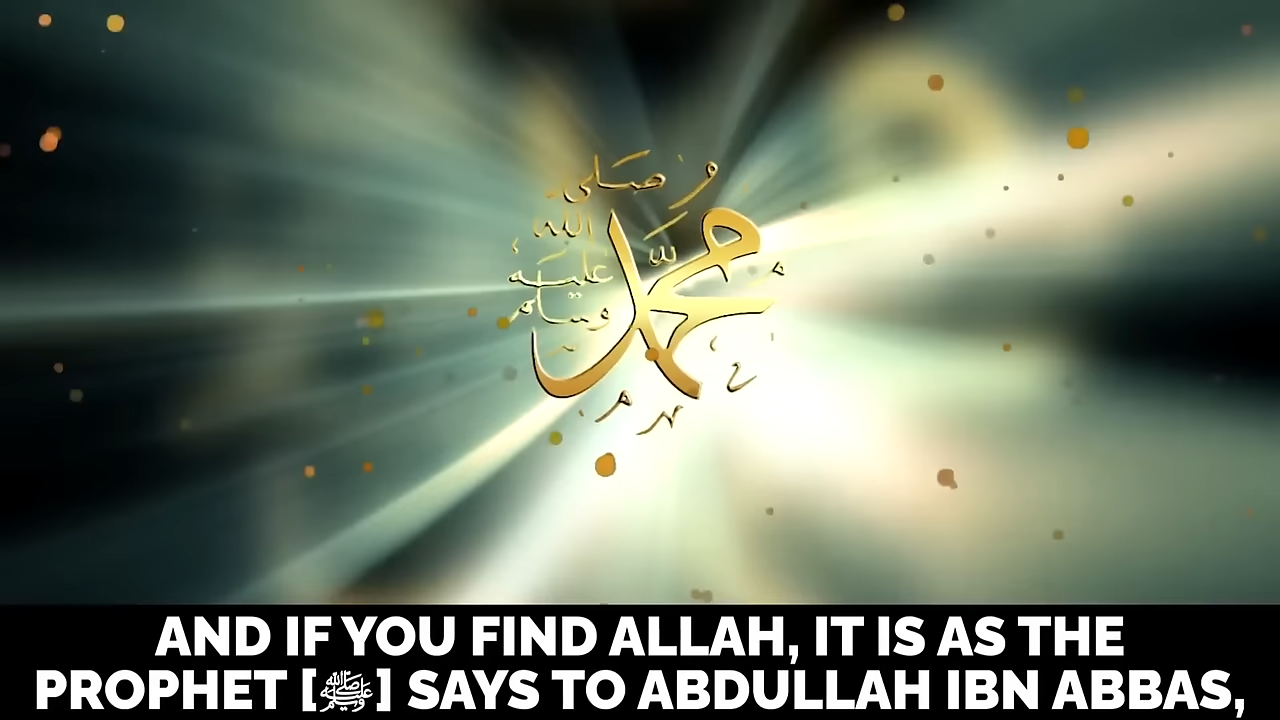 محمد
صلى
الله
عليه
وسلم
AND IF YOU FIND ALLAH, IT IS AS THE
PROPHET [ﷺ] SAYS TO ABDULLAH IBN ABBAS,